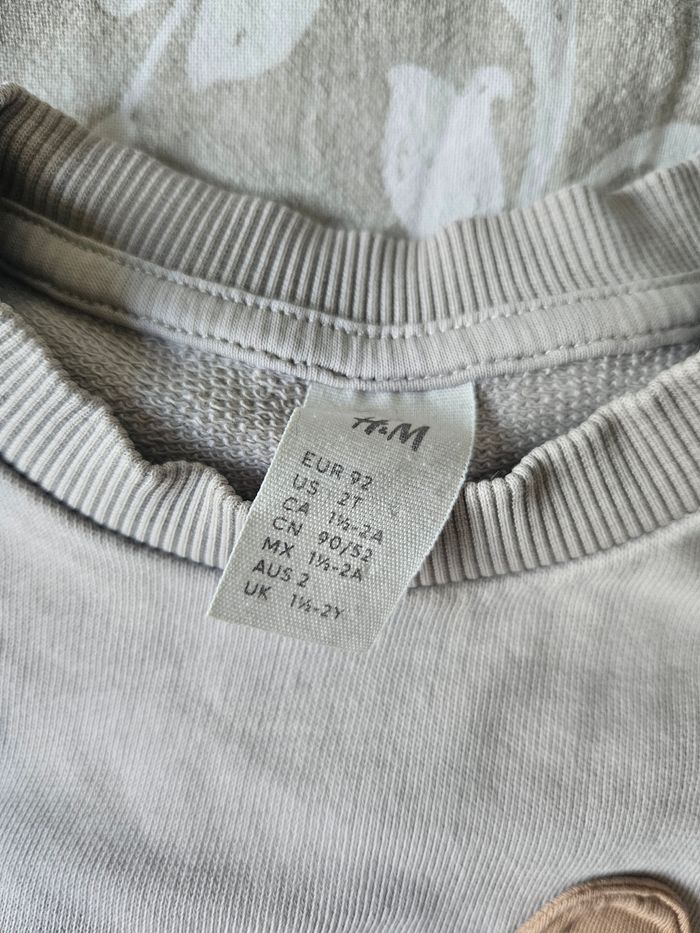 H&M
EUR 92
US 2T
CA 1½-2A
CN 90/52
MX 1½-2A
AUS 2
UK 1½-2Y